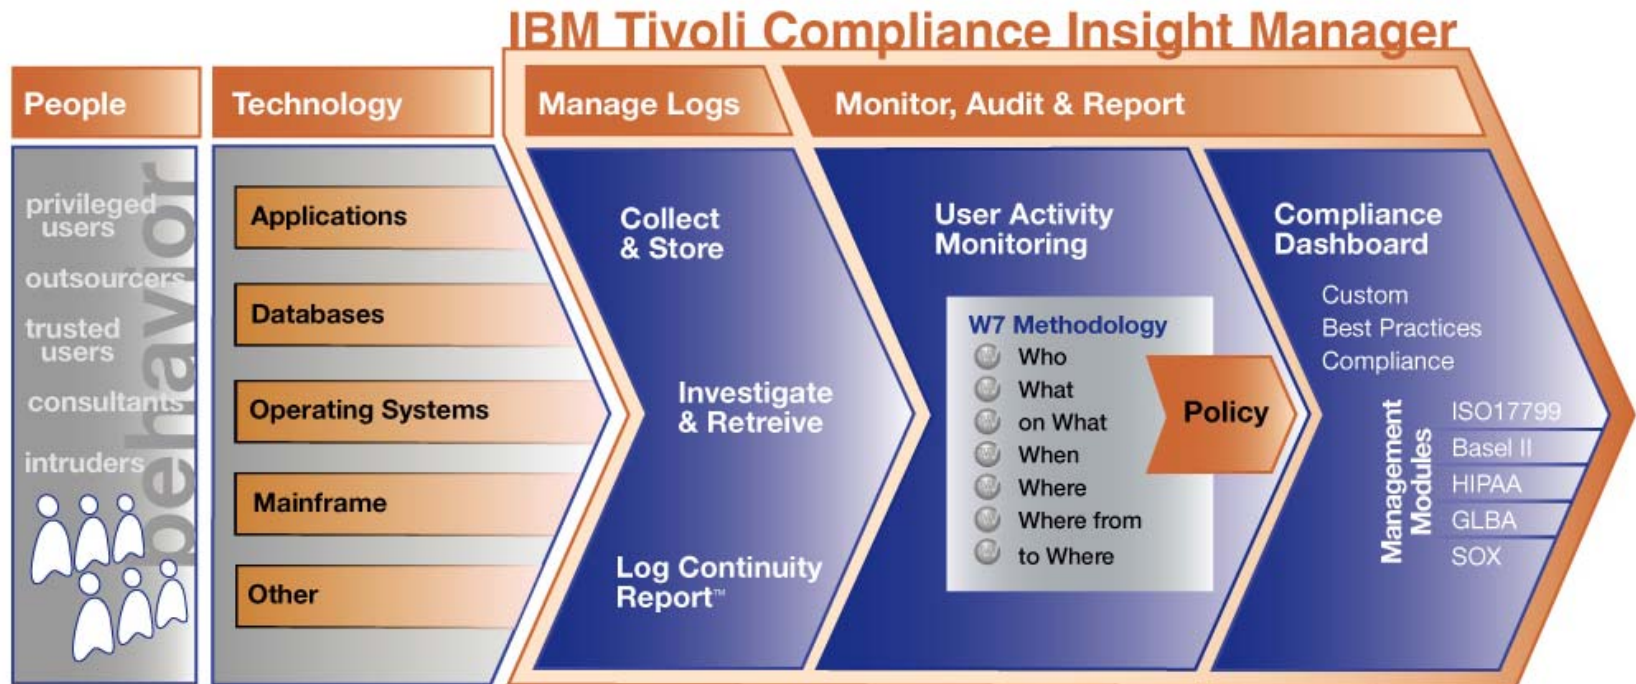 IBM Tivoli Compliance Insight Manager
People
Technology
Manage Logs
Monitor, Audit & Report
behavior
privileged
users
outsourcers
trusted
users
consultants
intruders
Applications
Databases
Operating Systems
Mainframe
Other
Collect
& Store
Investigate
& Retreive
Log Continuity
Report™
User Activity
Monitoring
W7 Methodology
Who
What
on What
When
Where
Where from
to Where
Policy
Compliance
Dashboard
Custom
Best Practices
Compliance
Management
Modules
ISO17799
Basel II
HIPAA
GLBA
SOX